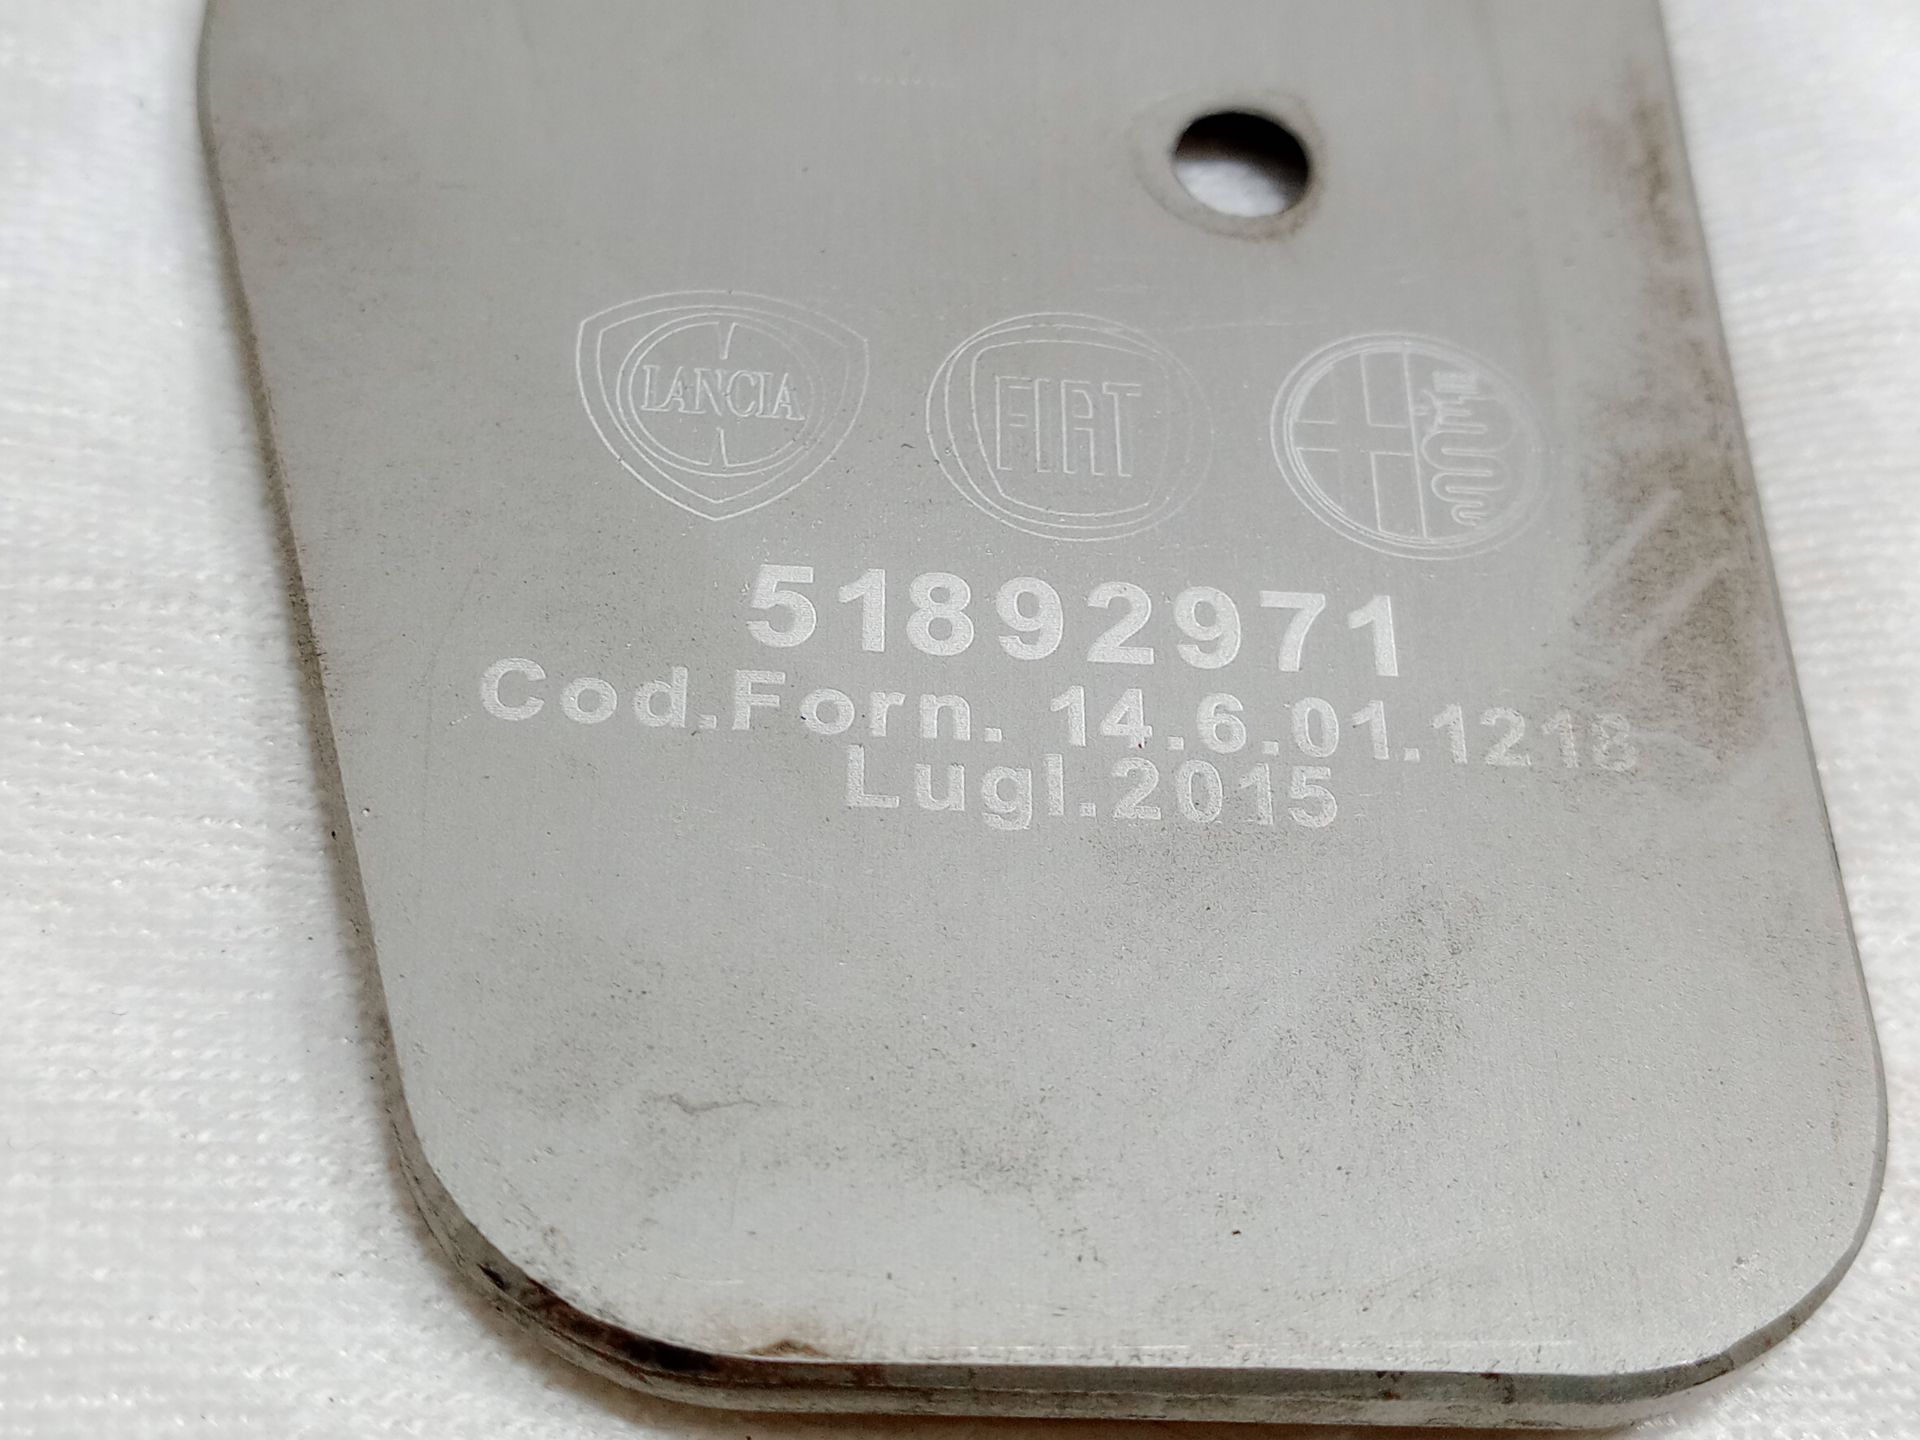 LANCIA FIAT
51892971
Cod.Forn. 14.6.01.1218
Lugl.2015